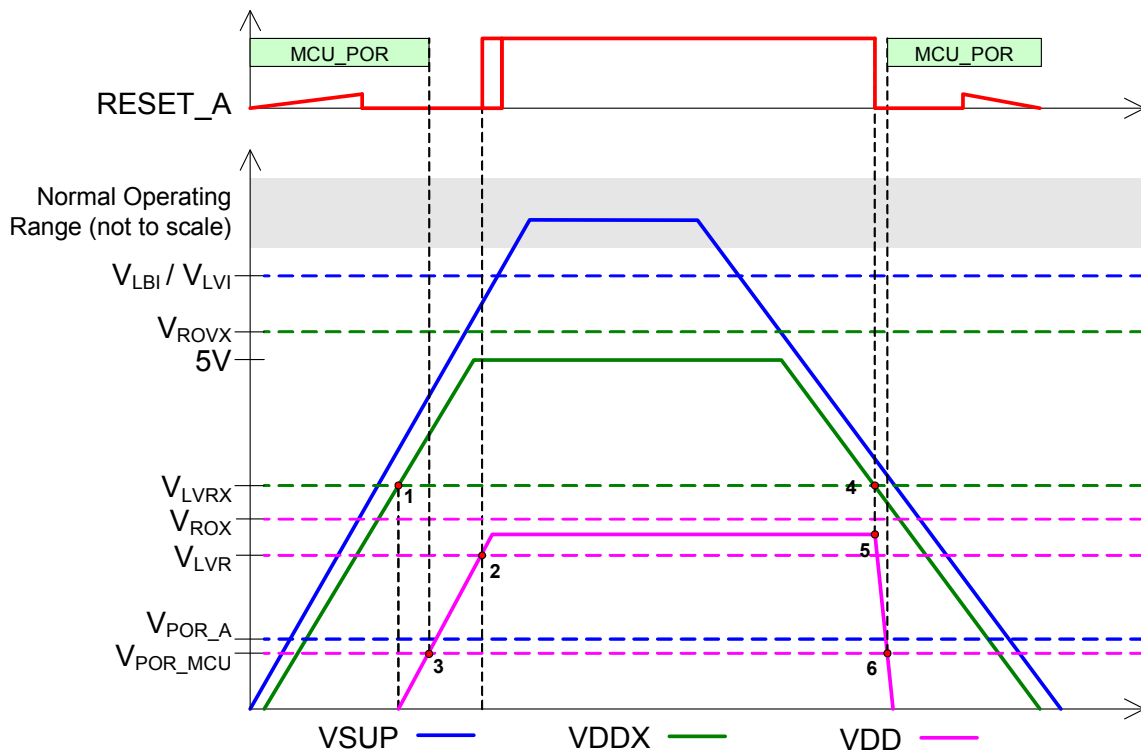 MCU_POR
MCU_POR
RESET_A
Normal Operating
Range (not to scale)
VLBI / VLVI
VROVX
5V
VLVRX
1
4
VROX
VLVR
2
5
VPOR_A
VPOR_MCU
3
6
VSUP
VDDX
VDD